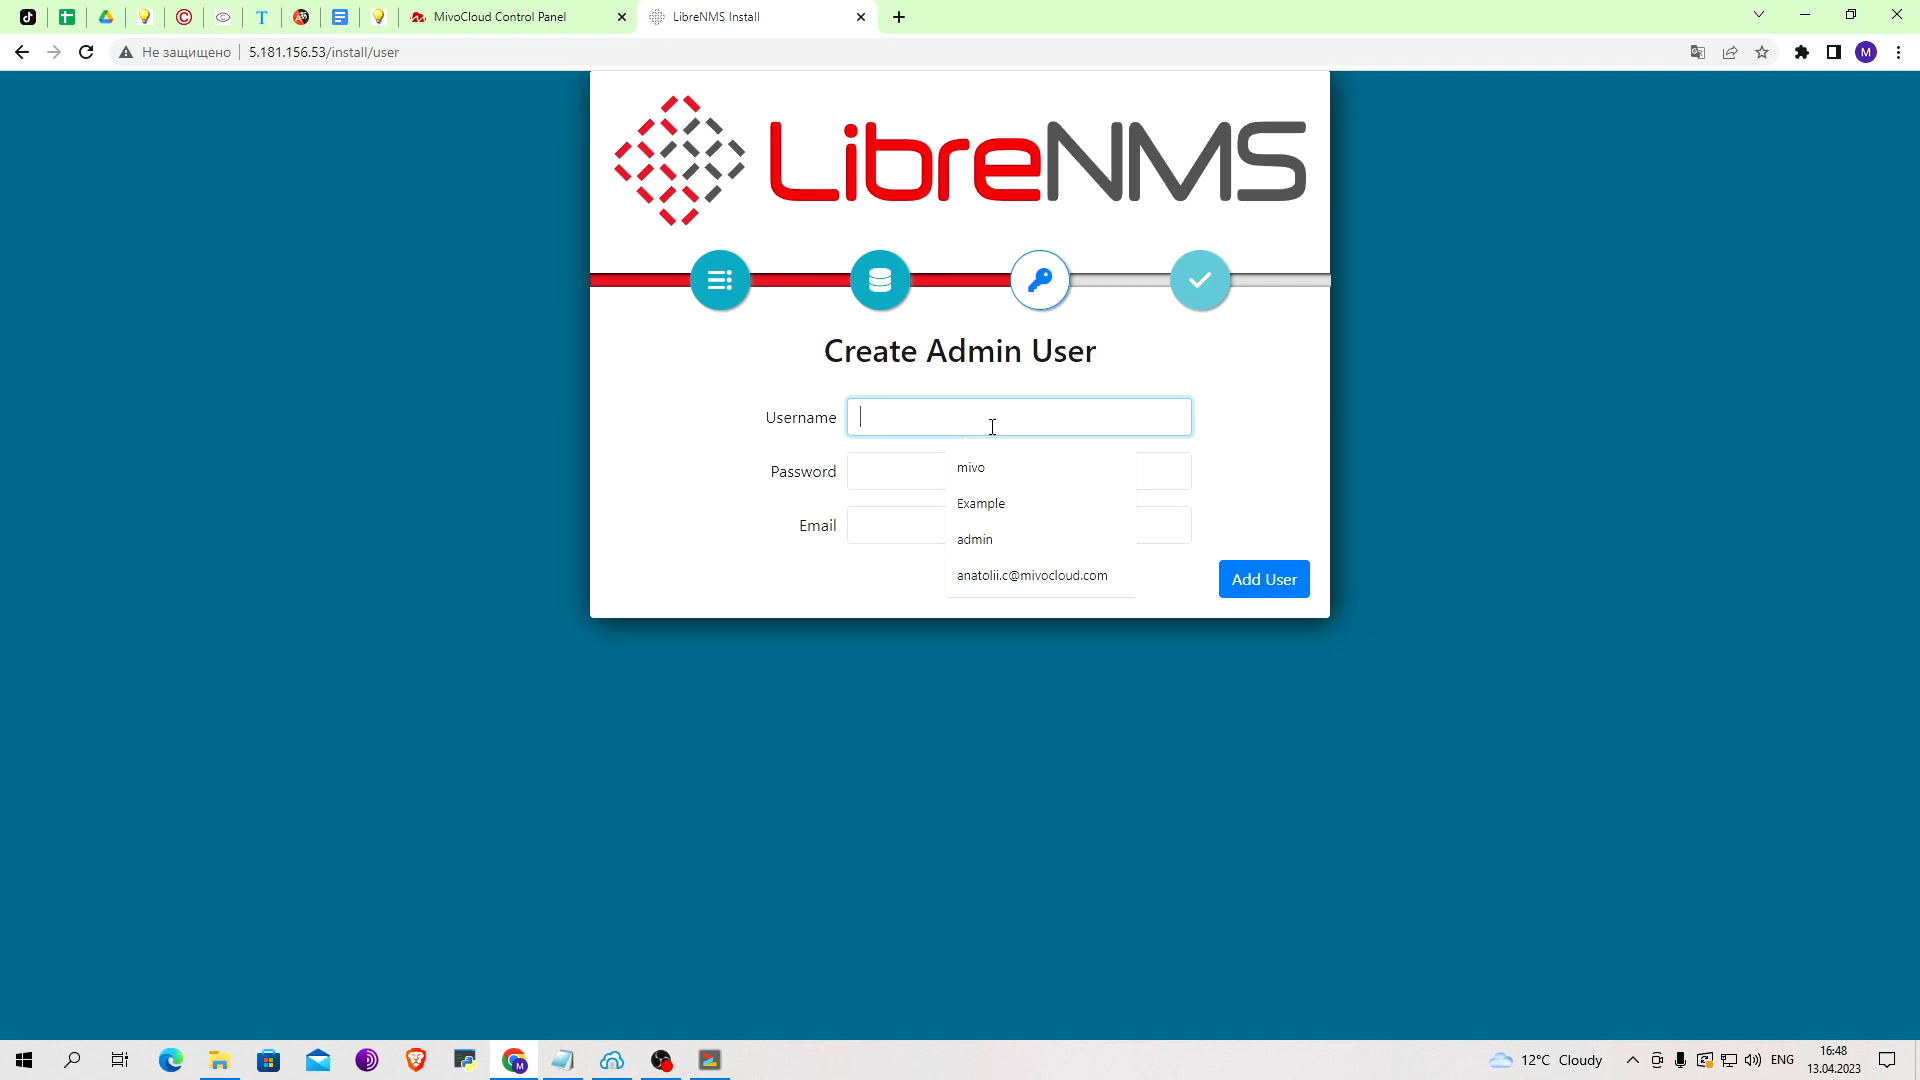 MivoCloud Control Panel
LibreNMS Install
Не защищено
5.181.156.53/install/user
M
LibreNMS
Create Admin User
Username
Password
mivo
Example
Email
admin
anatolii.c@mivocloud.com
Add User
12°C Cloudy
ENG
16:48
13.04.2023